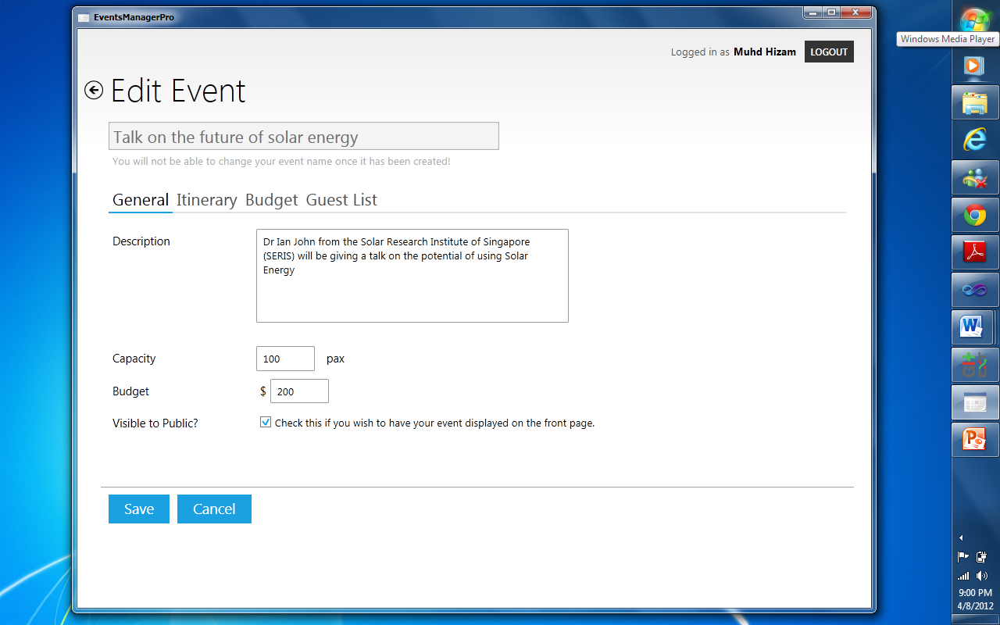 EventsManagerPro
Windows Media Player
Logged in as Muhd Hizam LOGOUT
Edit Event
Talk on the future of solar energy
You will not be able to change your event name once it has been created!
General Itinerary Budget Guest List
Description
Dr Ian John from the Solar Research Institute of Singapore
(SERIS) will be giving a talk on the potential of using Solar
Energy
Capacity 100 pax
Budget $ 200
Visible to Public? Check this if you wish to have your event displayed on the front page.
Save Cancel
9:00 PM
4/8/2012